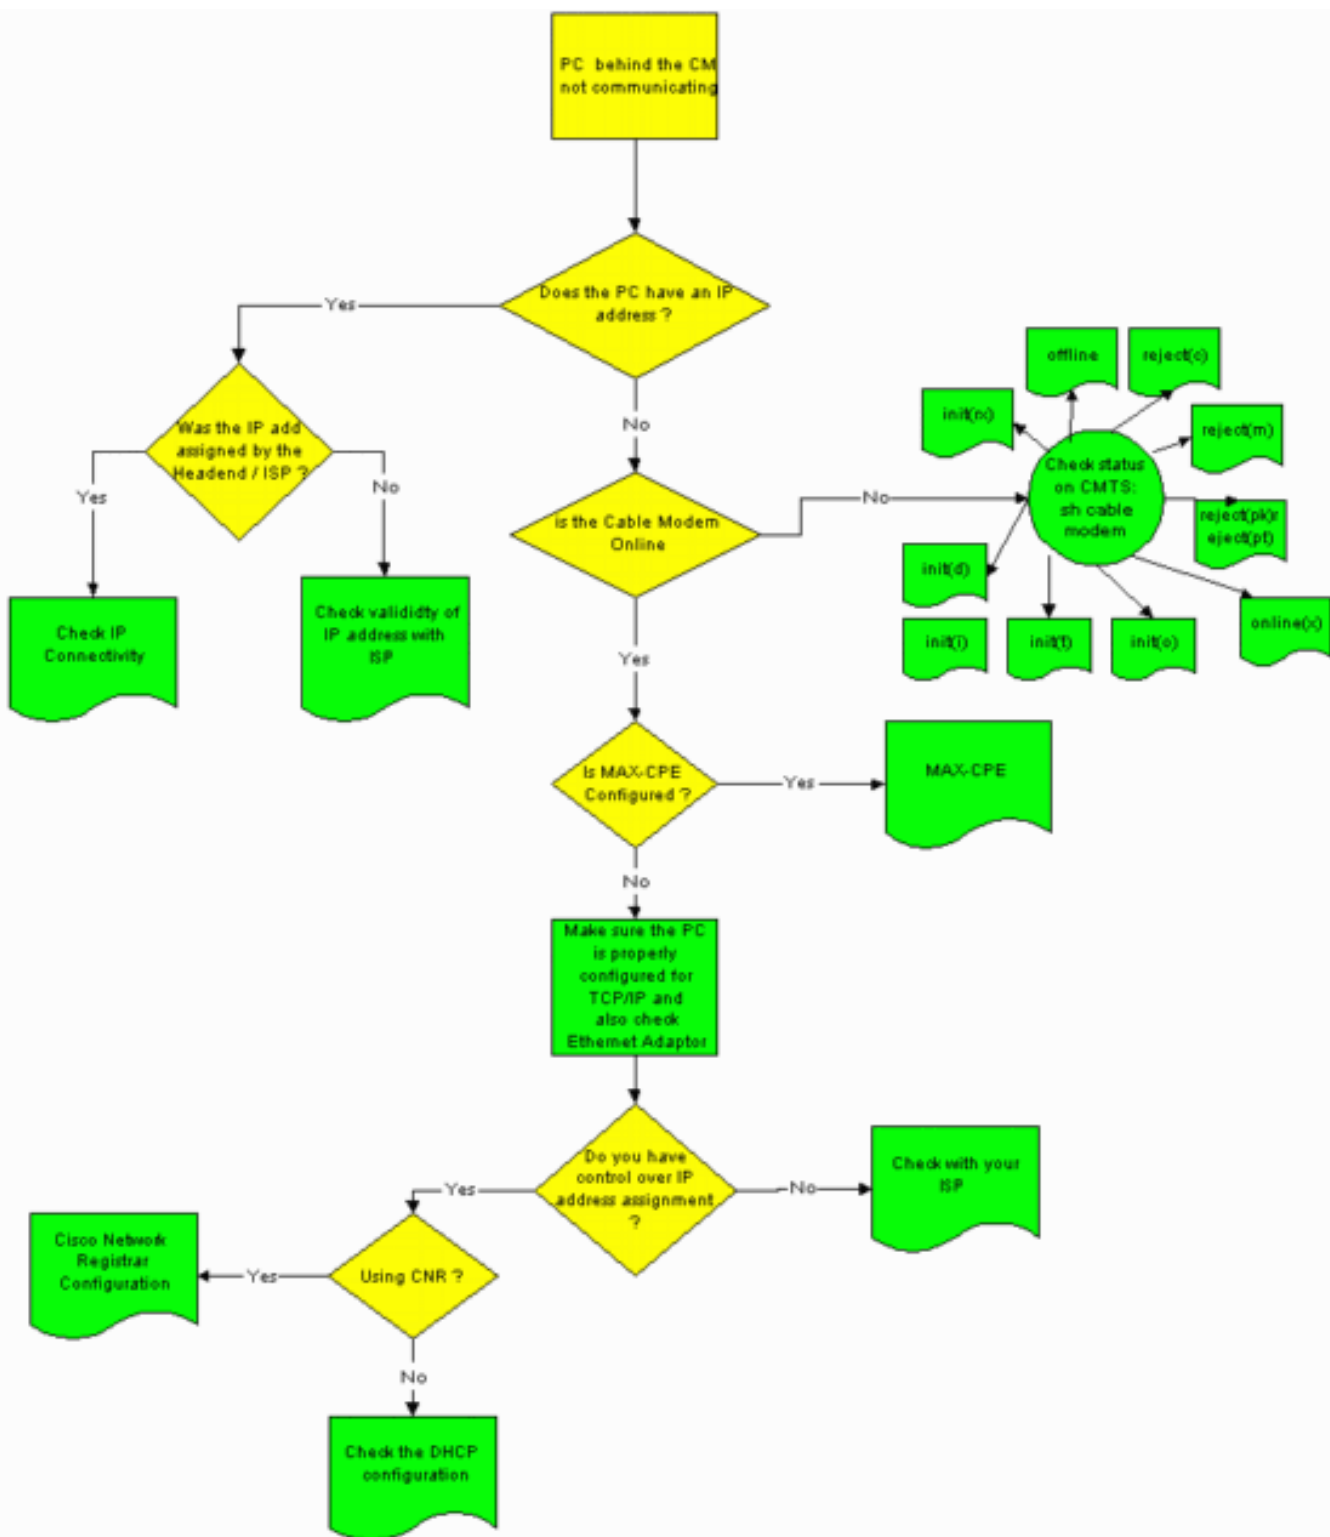 PC behind the CM
not communicating
Does the PC have an IP
address ?
Yes
No
Was the IP add
assigned by the
Headend / ISP ?
Yes
No
Check IP
Connectivity
Check valididty of
IP address with
ISP
is the Cable Modem
Online
No
Yes
Check status
on CMTS:
sh cable
modem
offline
reject(c)
reject(m)
reject(pk)r
eject(pt)
online(x)
init(o)
init(t)
init(i)
init(d)
Is MAX-CPE
Configured ?
Yes
MAX-CPE
No
Make sure the PC
is properly
configured for
TCP/IP and
also check
Ethernet Adaptor
Do you have
control over IP
address assignment
?
No
Check with your
ISP
Yes
Using CNR ?
Yes
Cisco Network
Registrar
Configuration
No
Check the DHCP
configuration